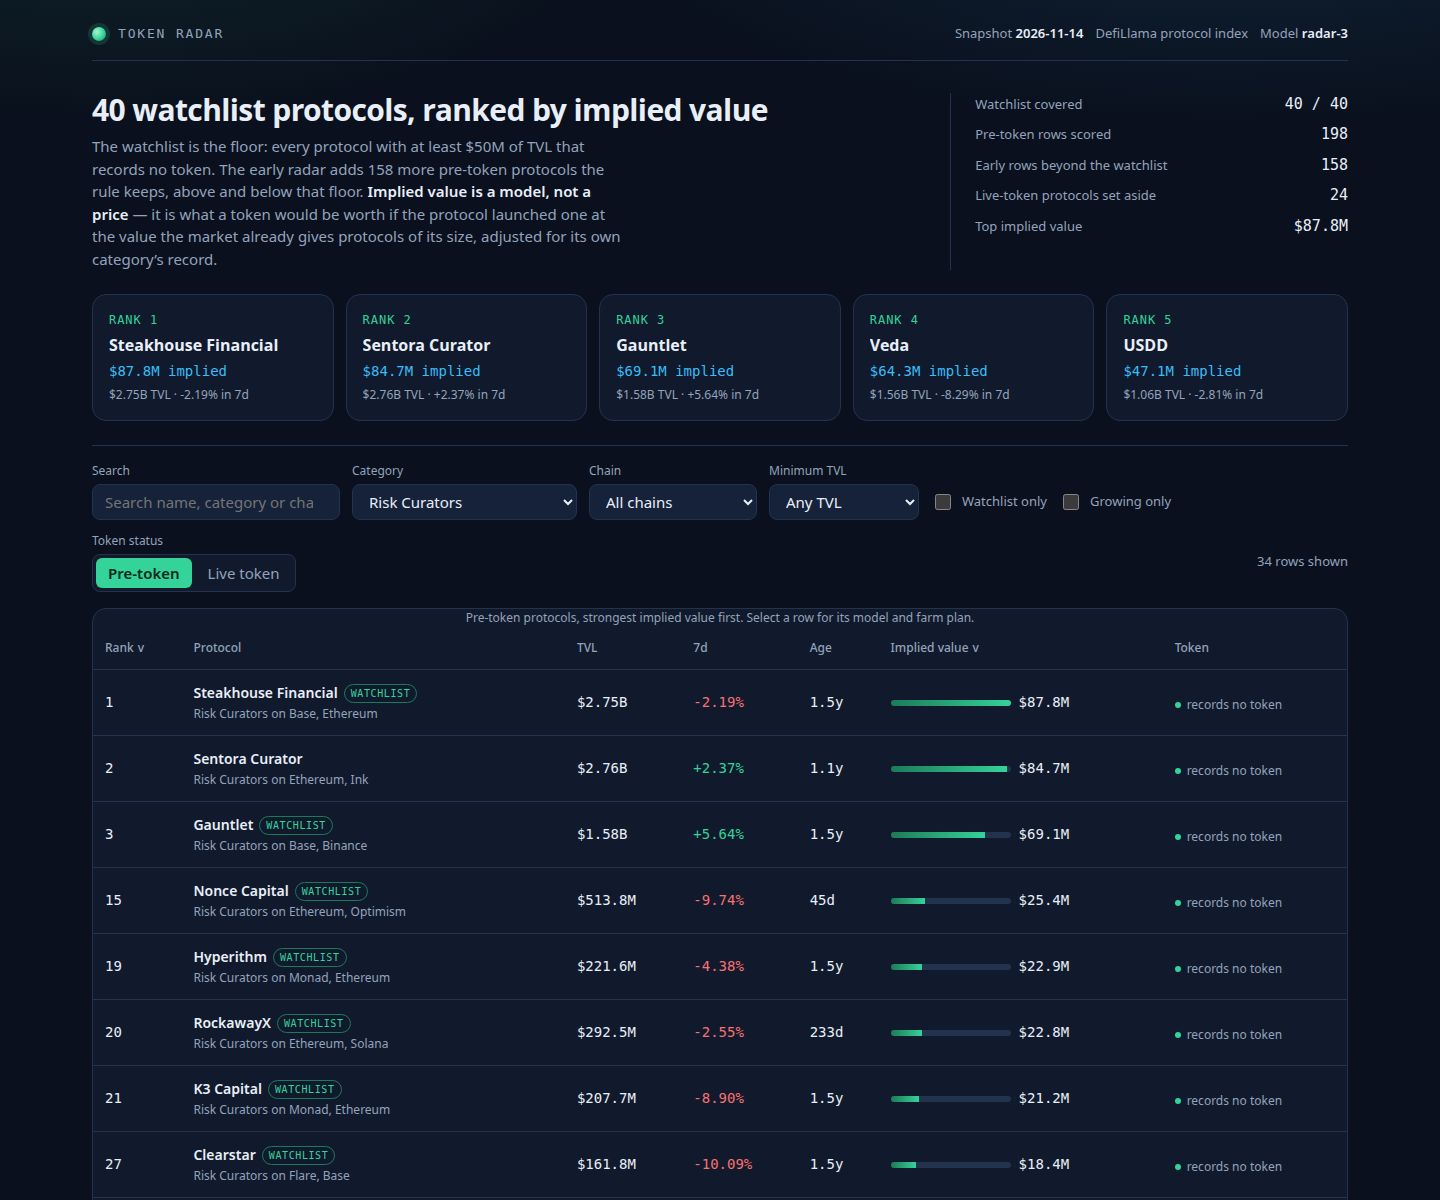 TOKEN RADAR
Snapshot 2026-11-14 DefiLlama protocol index Model radar-3
40 watchlist protocols, ranked by implied value
The watchlist is the floor: every protocol with at least $50M of TVL that
records no token. The early radar adds 158 more pre-token protocols the
rule keeps, above and below that floor. Implied value is a model, not a
price — it is what a token would be worth if the protocol launched one at
the value the market already gives protocols of its size, adjusted for its own
category’s record.
Watchlist covered 40 / 40
Pre-token rows scored 198
Early rows beyond the watchlist 158
Live-token protocols set aside 24
Top implied value $87.8M
RANK 1
Steakhouse Financial
$87.8M implied
$2.75B TVL · -2.19% in 7d
RANK 2
Sentora Curator
$84.7M implied
$2.76B TVL · +2.37% in 7d
RANK 3
Gauntlet
$69.1M implied
$1.58B TVL · +5.64% in 7d
RANK 4
Veda
$64.3M implied
$1.56B TVL · -8.29% in 7d
RANK 5
USDD
$47.1M implied
$1.06B TVL · -2.81% in 7d
Search Category Chain Minimum TVL
Search name, category or cha Risk Curators All chains Any TVL Watchlist only Growing only
Token status
Pre-token Live token
34 rows shown
Pre-token protocols, strongest implied value first. Select a row for its model and farm plan.
Rank v Protocol TVL 7d Age Implied value v Token
1 Steakhouse Financial WATCHLIST $2.75B -2.19% 1.5y $87.8M records no token
Risk Curators on Base, Ethereum
2 Sentora Curator $2.76B +2.37% 1.1y $84.7M records no token
Risk Curators on Ethereum, Ink
3 Gauntlet WATCHLIST $1.58B +5.64% 1.5y $69.1M records no token
Risk Curators on Base, Binance
15 Nonce Capital WATCHLIST $513.8M -9.74% 45d $25.4M records no token
Risk Curators on Ethereum, Optimism
19 Hyperithm WATCHLIST $221.6M -4.38% 1.5y $22.9M records no token
Risk Curators on Monad, Ethereum
20 RockawayX WATCHLIST $292.5M -2.55% 233d $22.8M records no token
Risk Curators on Ethereum, Solana
21 K3 Capital WATCHLIST $207.7M -8.90% 1.5y $21.2M records no token
Risk Curators on Monad, Ethereum
27 Clearstar WATCHLIST $161.8M -10.09% 1.5y $18.4M records no token
Risk Curators on Flare, Base